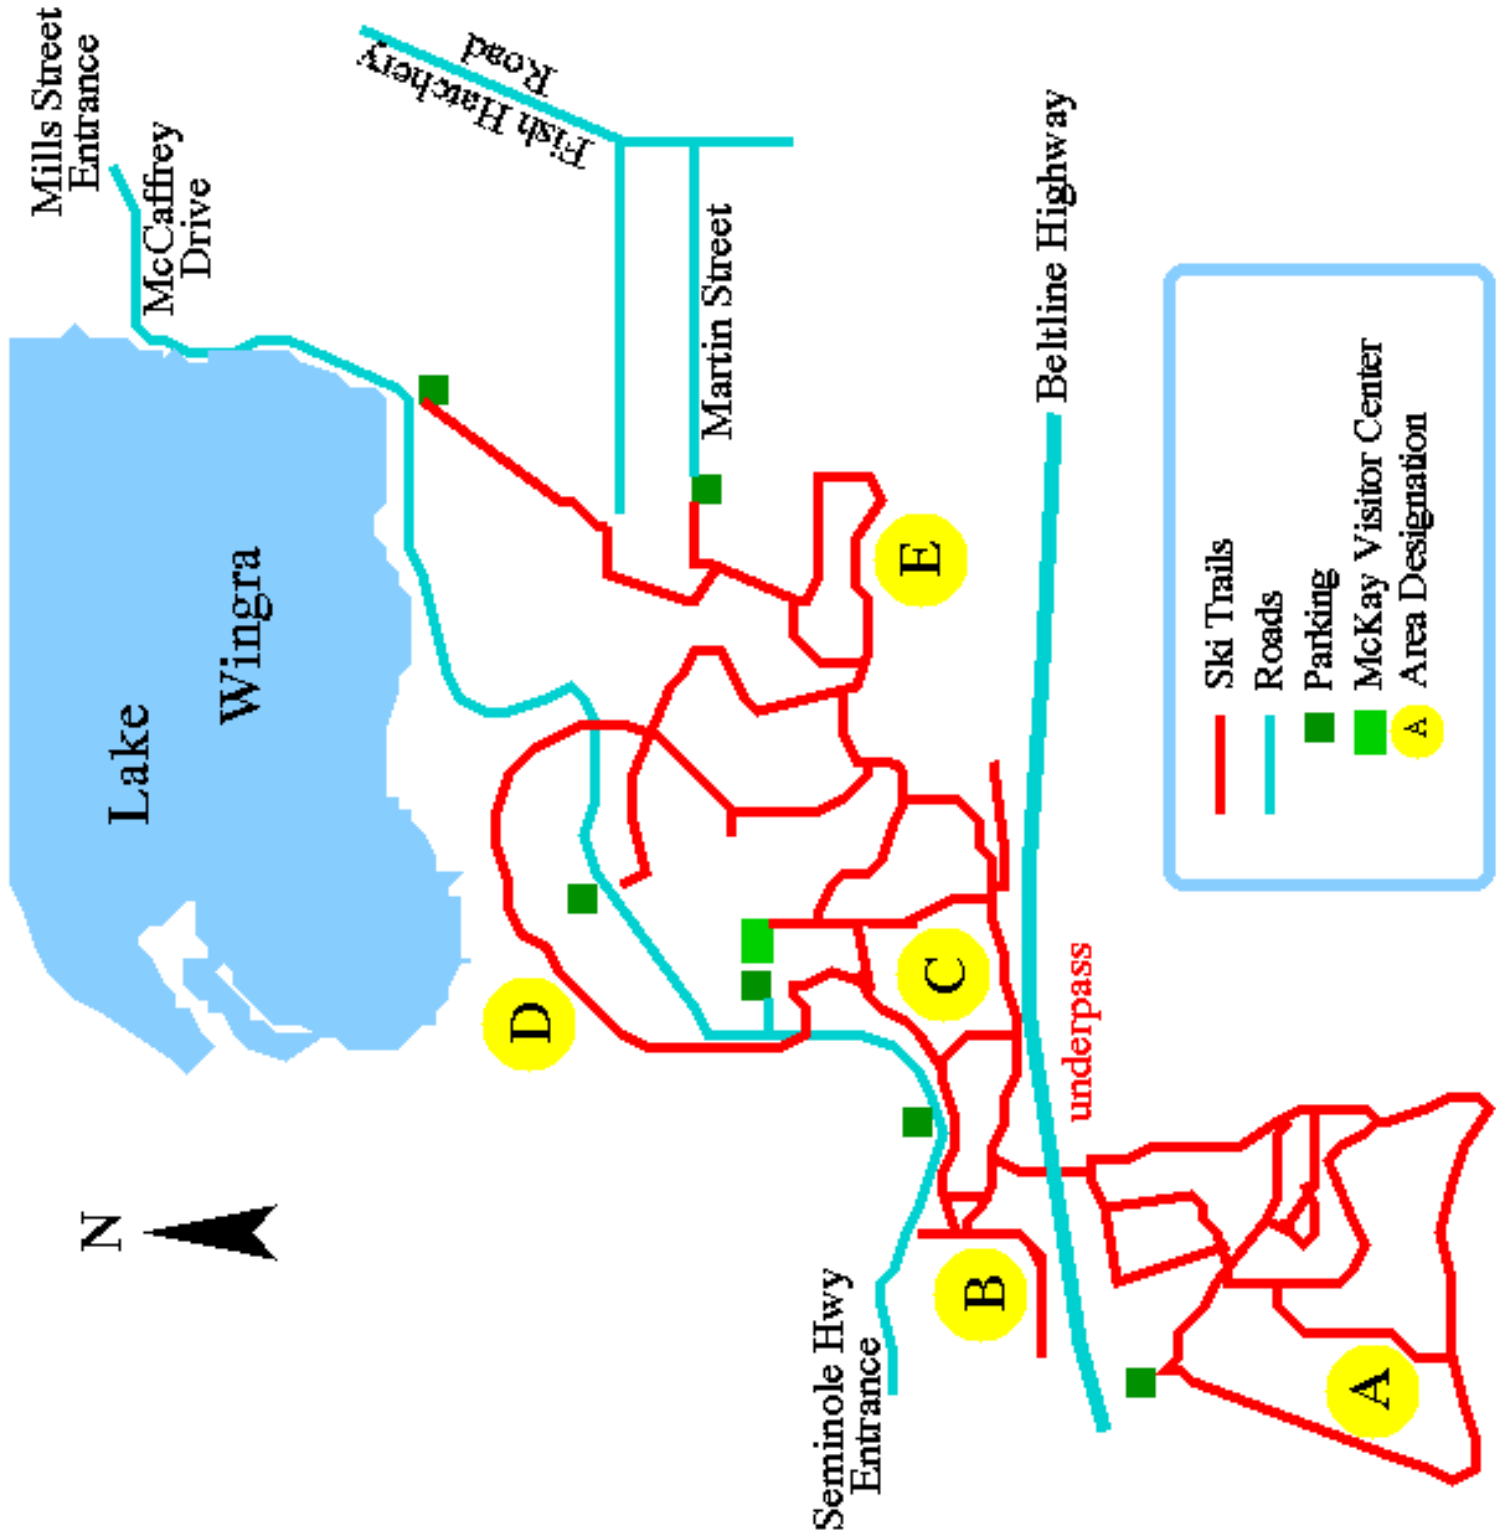 Mills Street
Entrance
McCaffrey
Drive
Fish Hatchery
Road
Lake
Wingra
Martin Street
Beltline Highway
N
E
D
C
underpass
Seminole Hwy
Entrance
B
A
Ski Trails
Roads
Parking
McKay Visitor Center
A Area Designation